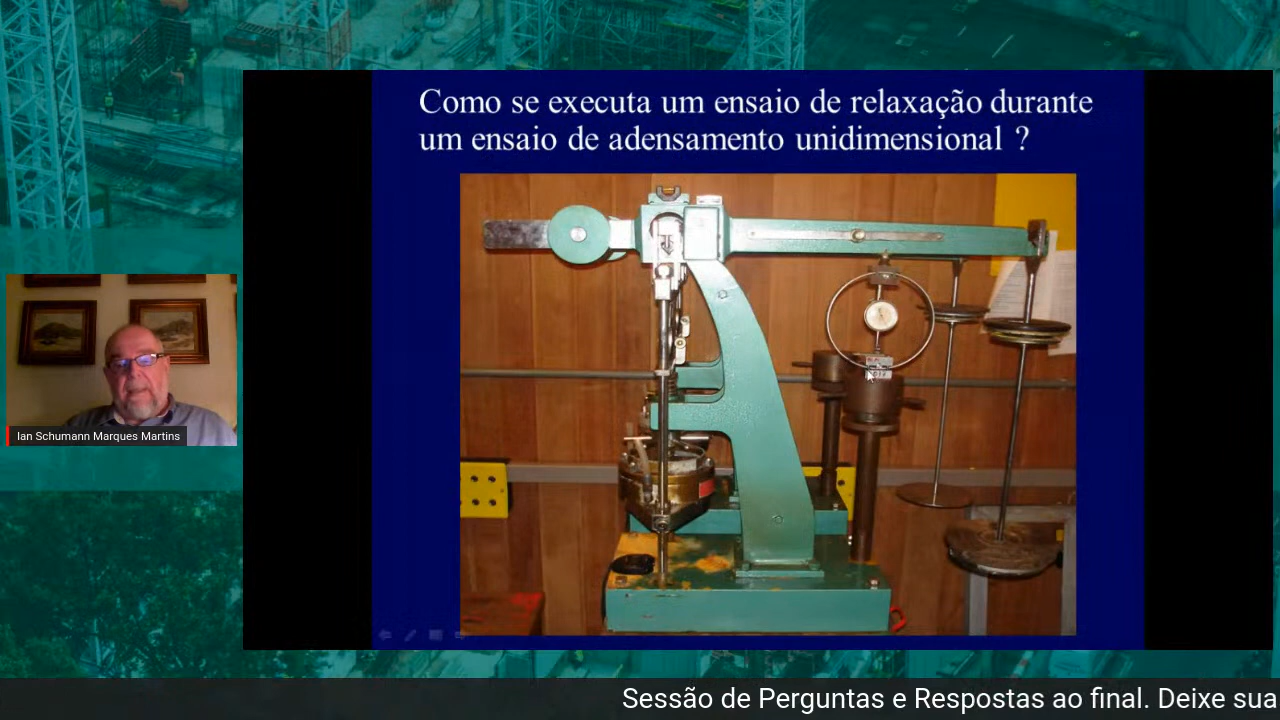 Como se executa um ensaio de relaxação durante
um ensaio de adensamento unidimensional ?
Ian Schumann Marques Martins
Sessão de Perguntas e Respostas ao final. Deixe sua